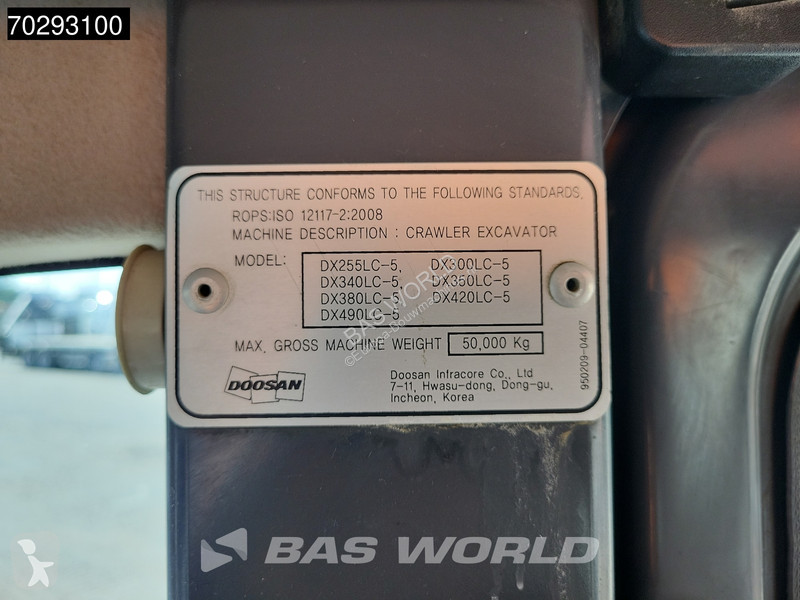 70293100
THIS STRUCTURE CONFORMS TO THE FOLLOWING STANDARDS.
ROPS:ISO 12117-2:2008
MACHINE DESCRIPTION : CRAWLER EXCAVATOR
MODEL: DX255LC-5, DX300LC-5
DX340LC-5, DX350LC-5
DX380LC-5, DX420LC-5
DX490LC-5
MAX. GROSS MACHINE WEIGHT 50,000 Kg
DOOSAN
Doosan Infracore Co., Ltd
7-11, Hwasu-dong, Dong-gu,
Incheon, Korea
950209-04407
BAS WORLD
BAS WORLD